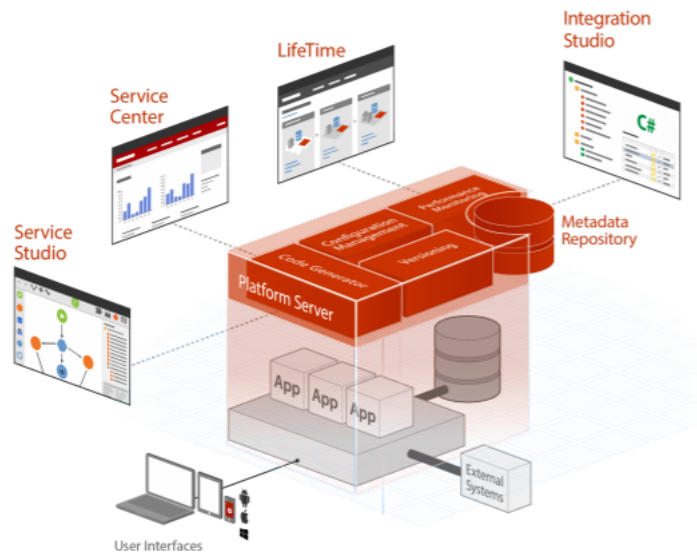 Integration
Studio
LifeTime
Service
Center
C#
Performance
Monitoring
Configuration
Management
Metadata
Repository
Service
Studio
Code Generator
Versioning
Platform Server
App
App
App
External
Systems
User Interfaces